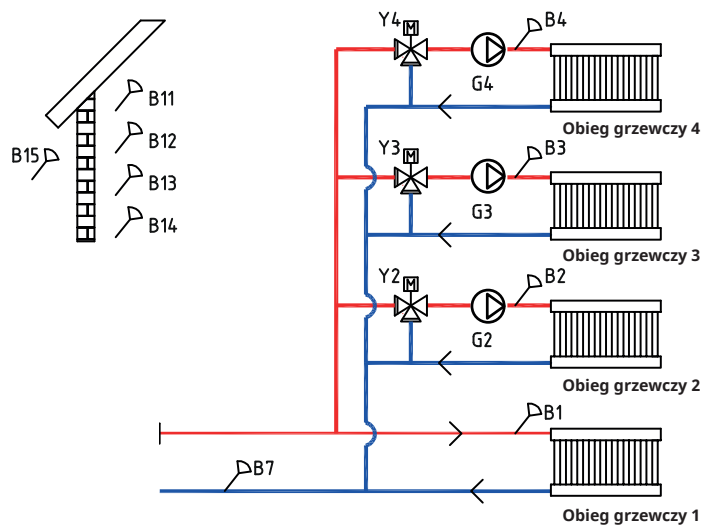 Y4
M
B4
G4
Obieg grzewczy 4
B11
B12
B15
B13
B14
Y3
M
B3
G3
Obieg grzewczy 3
Y2
M
B2
G2
Obieg grzewczy 2
B1
B7
Obieg grzewczy 1